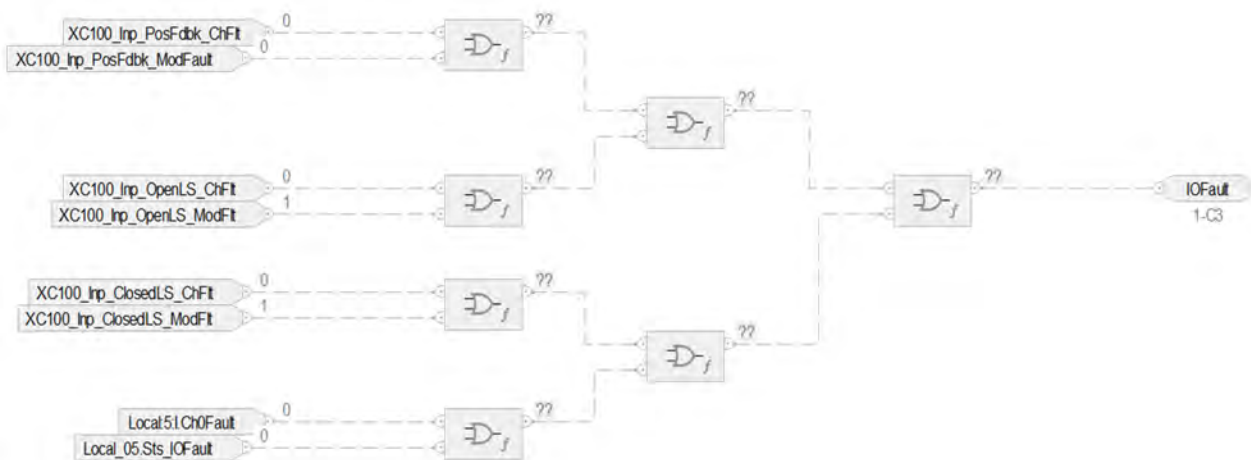 XC100_Inp_PosFdbk_ChFlt 0
??
XC100_Inp_PosFdbk_ModFault 0
f
??
f
XC100_Inp_OpenLS_ChFlt 0
??
XC100_Inp_OpenLS_ModFlt 1
f
??
IOFault
f
1-C3
XC100_Inp_ClosedLS_ChFlt 0
??
XC100_Inp_ClosedLS_ModFlt 1
f
??
f
Local:5:I.Ch0Fault 0
??
Local_05.Sts_IOFault 0
f